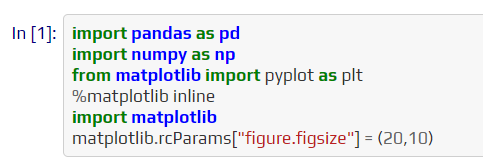 In [1]: import pandas as pd
import numpy as np
from matplotlib import pyplot as plt
%matplotlib inline
import matplotlib
matplotlib.rcParams["figure.figsize"] = (20,10)